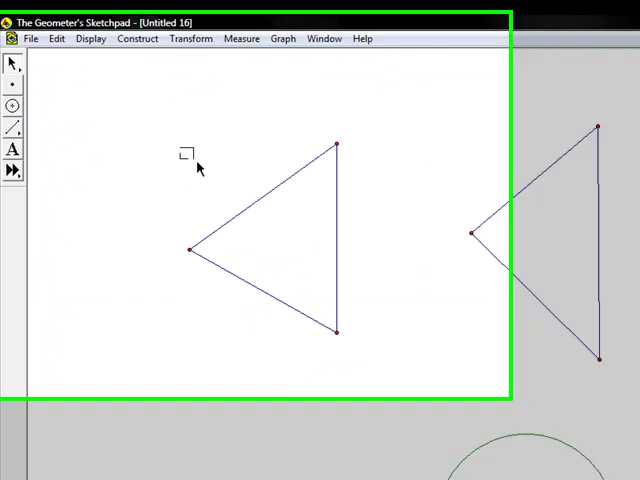 The Geometer's Sketchpad - [Untitled 16]
File Edit Display Construct Transform Measure Graph Window Help
A